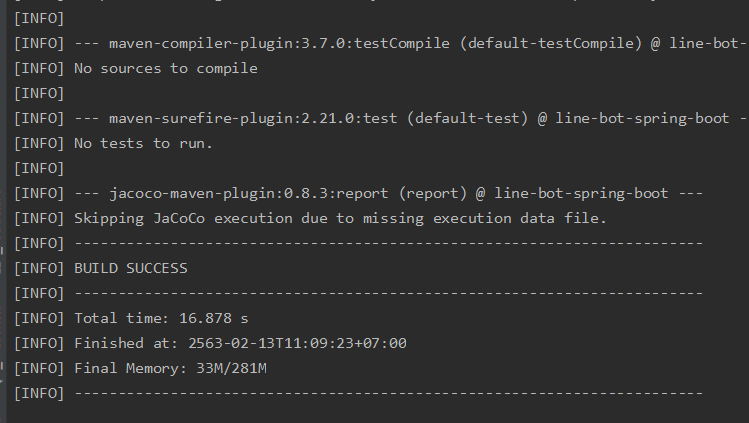 [INFO]
[INFO] --- maven-compiler-plugin:3.7.0:testCompile (default-testCompile) @ line-bot-
[INFO] No sources to compile
[INFO]
[INFO] --- maven-surefire-plugin:2.21.0:test (default-test) @ line-bot-spring-boot -
[INFO] No tests to run.
[INFO]
[INFO] --- jacoco-maven-plugin:0.8.3:report (report) @ line-bot-spring-boot ---
[INFO] Skipping JaCoCo execution due to missing execution data file.
[INFO] ------------------------------------------------------------------------
[INFO] BUILD SUCCESS
[INFO] ------------------------------------------------------------------------
[INFO] Total time: 16.878 s
[INFO] Finished at: 2563-02-13T11:09:23+07:00
[INFO] Final Memory: 33M/281M
[INFO] ------------------------------------------------------------------------